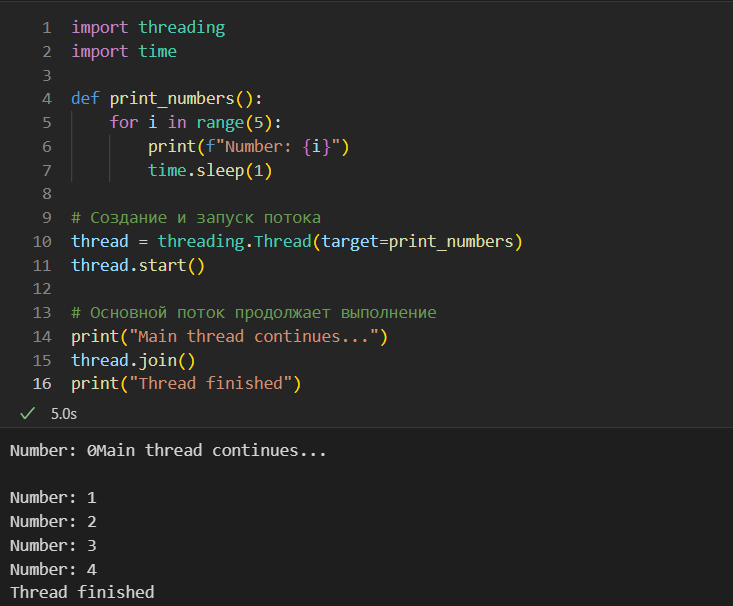 1 import threading
2 import time
3
4 def print_numbers():
5     for i in range(5):
6         print(f"Number: {i}")
7         time.sleep(1)
8
9 # Создание и запуск потока
10 thread = threading.Thread(target=print_numbers)
11 thread.start()
12
13 # Основной поток продолжает выполнение
14 print("Main thread continues...")
15 thread.join()
16 print("Thread finished")
5.0s
Number: 0Main thread continues...

Number: 1
Number: 2
Number: 3
Number: 4
Thread finished